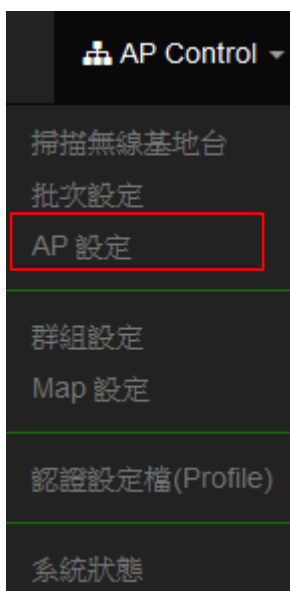 AP Control
掃描無線基地台
批次設定
AP 設定
群組設定
Map 設定
認證設定檔(Profile)
系統狀態